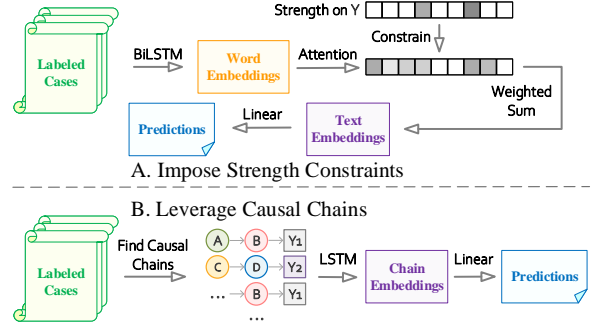 Strength on Y
Constrain
Labeled
Cases
BiLSTM
Word
Embeddings
Attention
Weighted
Sum
Predictions
Linear
Text
Embeddings
A. Impose Strength Constraints
B. Leverage Causal Chains
Labeled
Cases
Find Causal
Chains
A B Y1
C D Y2
... B Y1
...
LSTM
Chain
Embeddings
Linear
Predictions